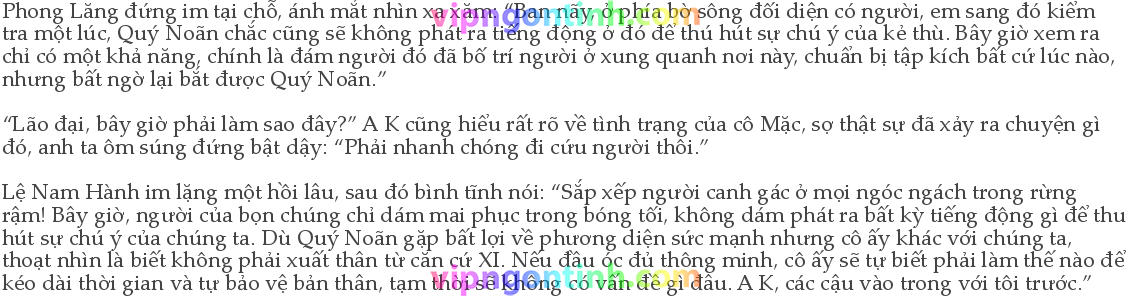 Phong Lăng đứng im tại chỗ, ánh mắt nhìn xa xăm: “Ban nãy ở phía bờ sông đối diện có người, em sang đó kiểm
tra một lúc, Quý Noãn chắc cũng sẽ không phát ra tiếng động ở đó để thú hút sự chú ý của kẻ thù. Bây giờ xem ra
chỉ có một khả năng, chính là đám người đó đã bố trí người ở xung quanh nơi này, chuẩn bị tập kích bất cứ lúc nào,
nhưng bất ngờ lại bắt được Quý Noãn.”
“Lão đại, bây giờ phải làm sao đây?” A K cũng hiểu rất rõ về tình trạng của cô Mặc, sợ thật sự đã xảy ra chuyện gì
đó, anh ta ôm súng đứng bật dậy: “Phải nhanh chóng đi cứu người thôi.”
Lệ Nam Hành im lặng một hồi lâu, sau đó bình tĩnh nói: “Sắp xếp người canh gác ở mọi ngóc ngách trong rừng
rậm! Bây giờ, người của bọn chúng chỉ dám mai phục trong bóng tối, không dám phát ra bất kỳ tiếng động gì để thu
hút sự chú ý của chúng ta. Dù Quý Noãn gặp bất lợi về phương diện sức mạnh nhưng cô ấy khác với chúng ta,
thoạt nhìn là biết không phải xuất thân từ căn cứ XI. Nếu đầu óc đủ thông minh, cô ấy sẽ tự biết phải làm thế nào để
kéo dài thời gian và tự bảo vệ bản thân, tạm thời sẽ không có vấn đề gì đâu. A K, các cậu vào trong với tôi trước.”
vipngontinh.com
vipngontinh.com